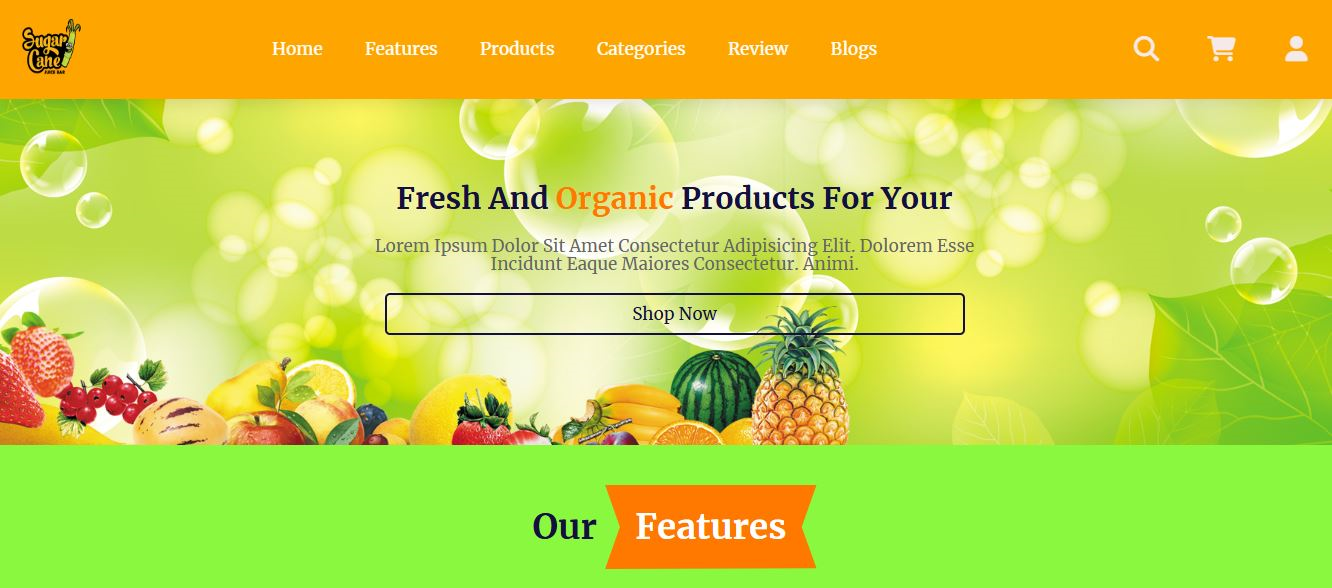 Sugar
Cane
JUICE BAR
Home Features Products Categories Review Blogs
Fresh And Organic Products For Your
Lorem Ipsum Dolor Sit Amet Consectetur Adipisicing Elit. Dolorem Esse
Incidunt Eaque Maiores Consectetur. Animi.
Shop Now
Our Features